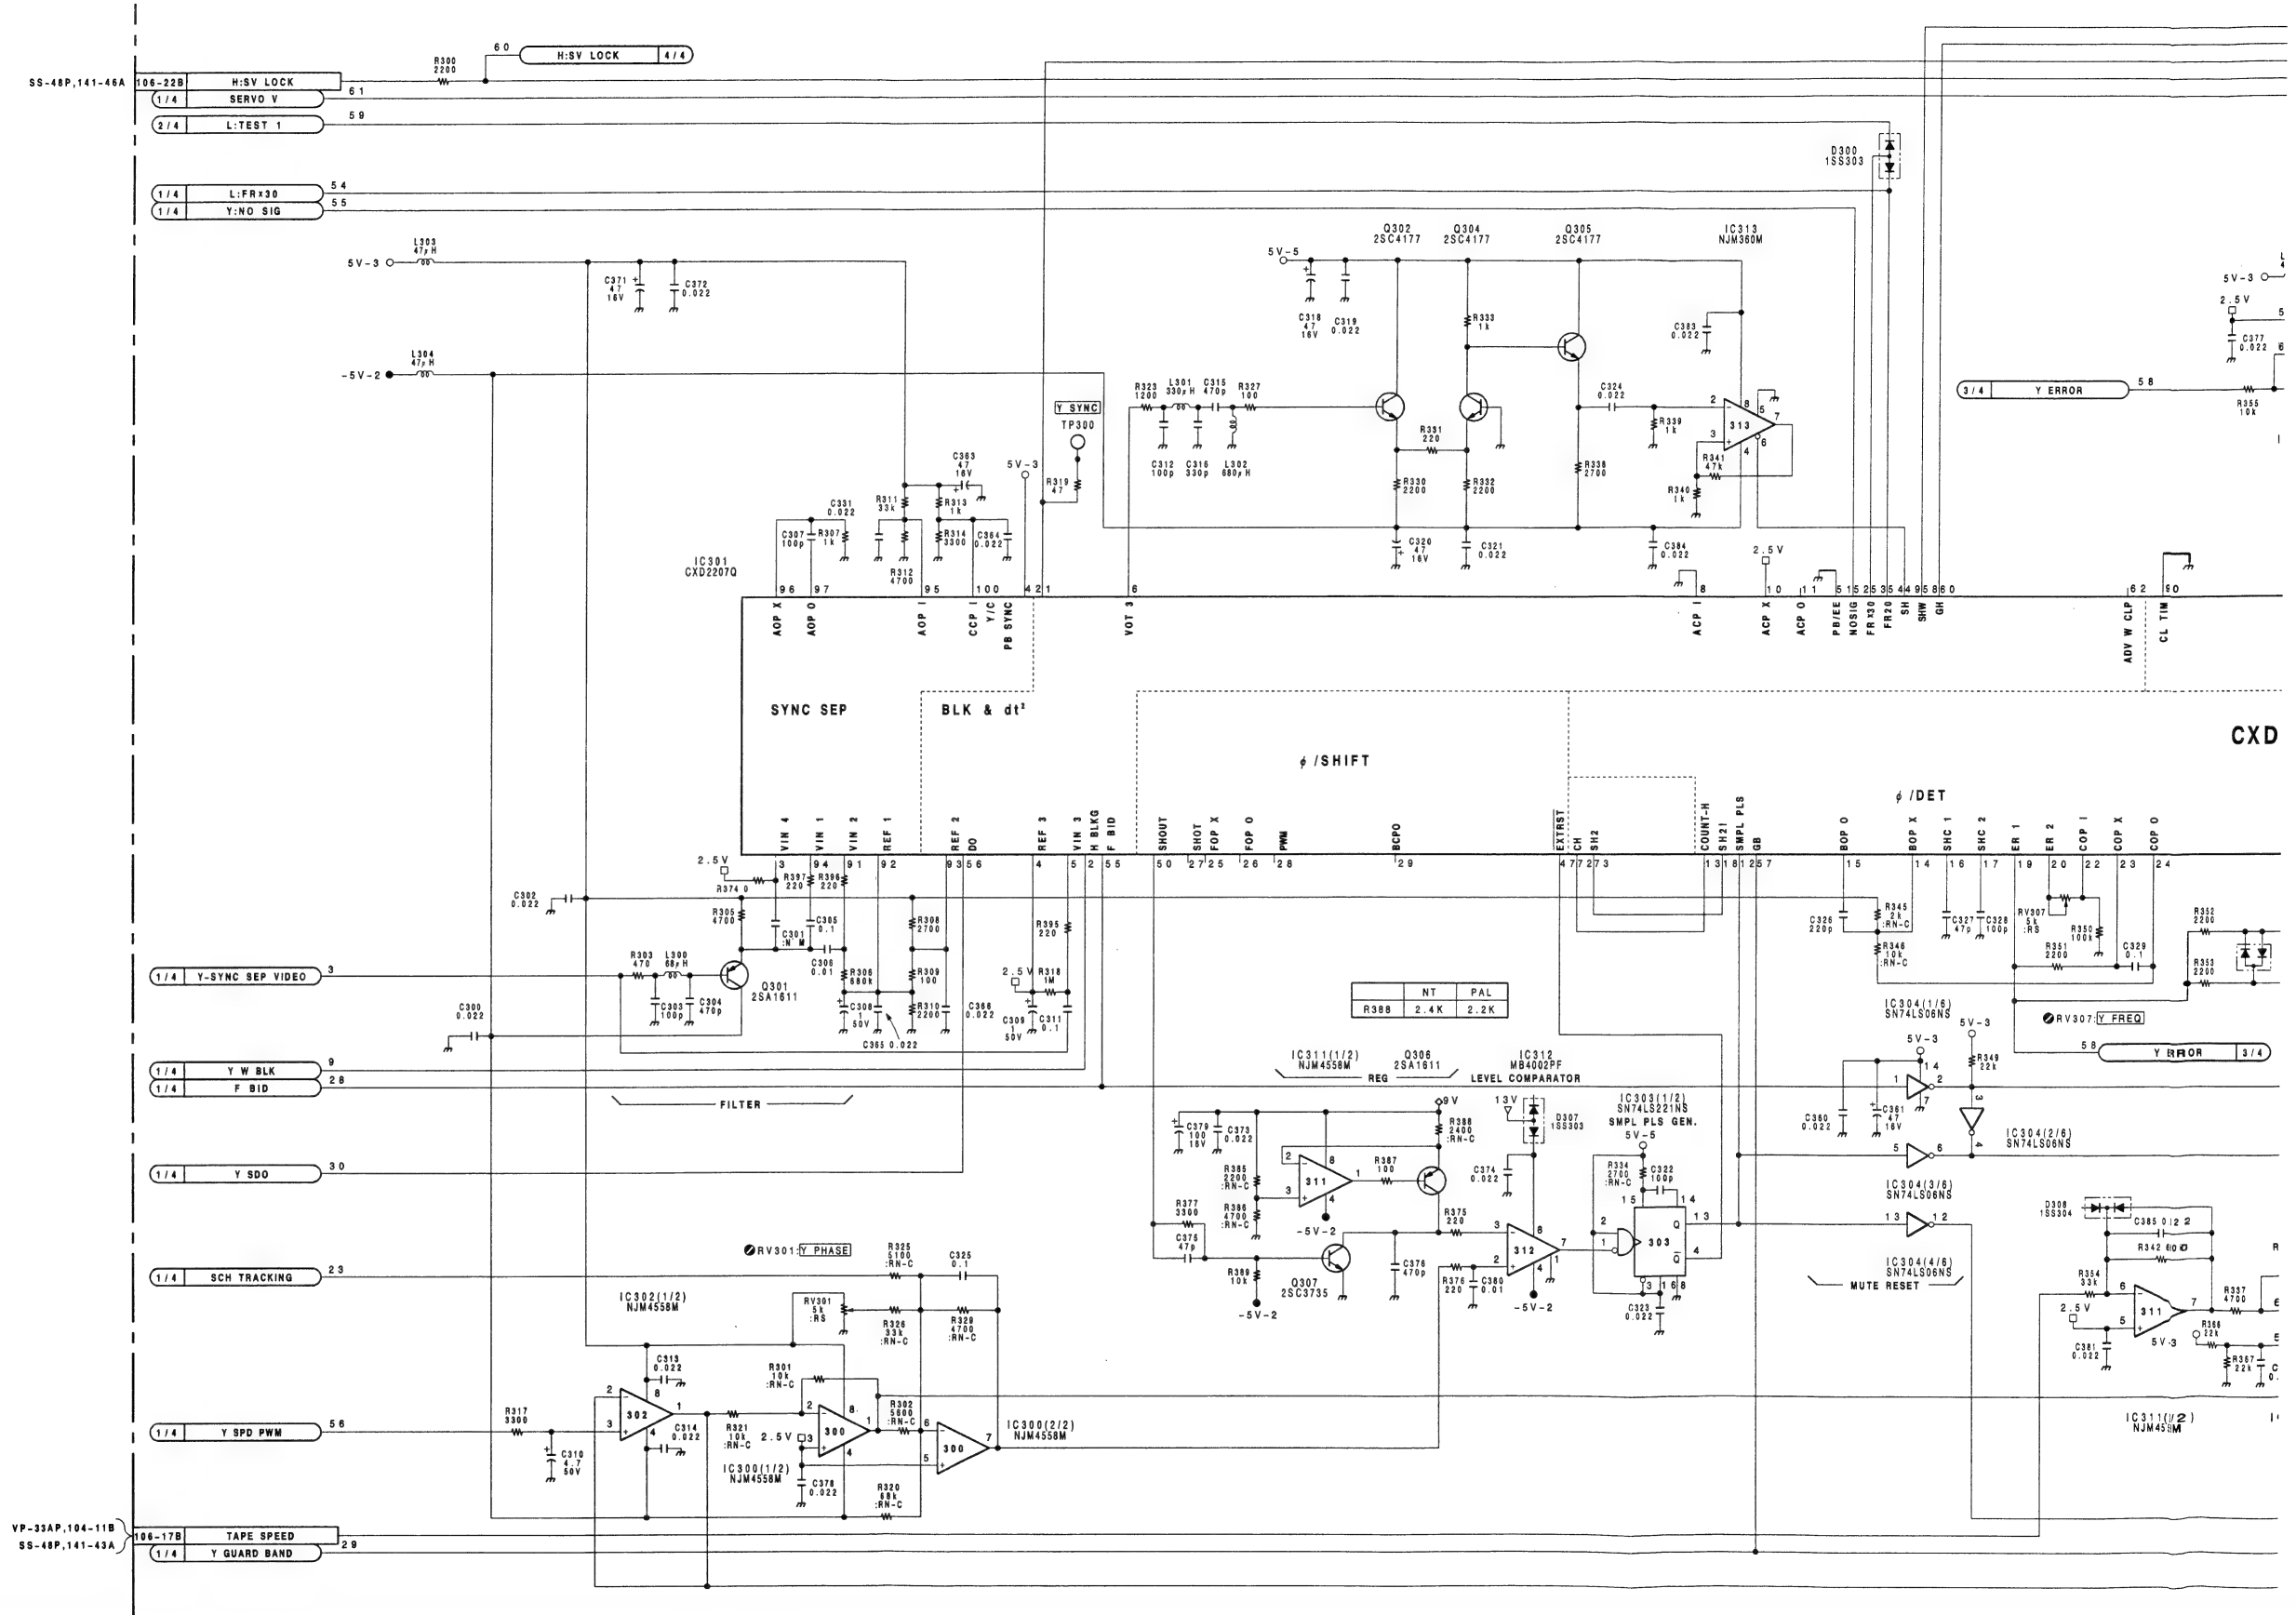 60
H:SV LOCK 4/4
R300
2200
SS-48P,141-46A 106-22B H:SV LOCK
1/4 SERVO V 61
2/4 L:TEST 1 59
D300
1SS303
1/4 L:FRX30 54
1/4 Y:NO SIG 55
L303
47μH
5V-3
C371
47
16V
C372
0.022
L304
47μH
-5V-2
Q302
2SC4177
Q304
2SC4177
Q305
2SC4177
IC313
NJM360M
5V-5
C318
47
16V
C319
0.022
R333
1k
C383
0.022
5V-3
2.5V
C377
0.022
3/4 Y ERROR 58
R355
10k
R323
1200
L301
330μH
C315
470p
R327
100
C312
100p
C316
330p
L302
680μH
R331
220
R330
2200
R332
2200
C324
0.022
R339
1k
R338
2700
2
3
8
5
7
6
4
313
R341
47k
R340
1k
C320
47
16V
C321
0.022
C384
0.022
2.5V
Y SYNC
TP300
R319
47
5V-3
C363
47
16V
R311
33k
R313
1k
C331
0.022
C307
100p
R307
1k
R314
3300
C364
0.022
R312
4700
IC301
CXD2207Q
96 97 95 100 42 1 6 8 10 11 51 52 53 54 49 58 60 62 90
AOP X
AOP O
AOP I
CCP I
Y/C
PB SYNC
VOT 3
ACP I
ACP X
ACP O
PB/EE
NOSIG
FRX30
FR20
SH
SHW
GH
ADV W CLP
CL TIM
SYNC SEP
BLK & dt²
φ/SHIFT
φ/DET
CXD
VIN 4
VIN 1
VIN 2
REF 1
REF 2
DO
REF 3
VIN 3
H BLKG
F BID
SHOUT
SHOT
FOP X
FOP O
PWM
BCPO
EXTRST
CH
SH2
COUNT-H
SH2I
SMPL PLS
GB
BOP O
BOP X
SHC 1
SHC 2
ER 1
ER 2
COP I
COP X
COP O
3 94 91 92 93 56 4 5 2 55 50 27 25 26 28 29 47 72 73 13 18 12 57 15 14 16 17 19 20 22 23 24
2.5V
R374 0
R397
220
R396
220
C302
0.022
R305
4700
C301
:N M
C305
0.1
C306
0.01
R308
2700
R309
100
R310
2200
R306
680k
C308
1
50V
C365 0.022
C366
0.022
R395
220
2.5V
R318
1M
C309
1
50V
C311
0.1
1/4 Y-SYNC SEP VIDEO 3
R303
470
L300
68μH
C303
100p
C304
470p
Q301
2SA1611
C300
0.022
1/4 Y W BLK 9
1/4 F BID 28
FILTER
1/4 Y SDO 30
NT PAL
R388 2.4K 2.2K
IC311(1/2)
NJM4558M
Q306
2SA1611
REG
IC312
MB4002PF
LEVEL COMPARATOR
C379
100
16V
C373
0.022
9V
R388
2400
:RN-C
13V
D307
1SS303
IC303(1/2)
SN74LS221NS
SMPL PLS GEN.
5V-5
R334
2700
:RN-C
C322
100p
C374
0.022
R387
100
R385
2200
:RN-C
R386
4700
:RN-C
311
-5V-2
R377
3300
C375
47p
R389
10k
-5V-2
Q307
2SC3735
R375
220
C376
470p
R376
220
C380
0.01
312
-5V-2
303
Q
Q
C323
0.022
C326
220p
R345
2k
:RN-C
R346
10k
:RN-C
C327
47p
C328
100p
RV307
5k
:RS
R350
100k
R351
2200
C329
0.1
R352
2200
R353
2200
RV307:Y FREQ
58 Y ERROR 3/4
IC304(1/6)
SN74LS06NS
5V-3
5V-3
R349
22k
C360
0.022
C361
47
16V
IC304(2/6)
SN74LS06NS
IC304(3/6)
SN74LS06NS
IC304(4/6)
SN74LS06NS
MUTE RESET
D308
1SS304
C385
R342
R354
33k
2.5V
311
5V-3
C381
0.022
R337
4700
R366
22k
R367
22k
NJM45
RV301:Y PHASE
1/4 SCH TRACKING 23
R325
5100
:RN-C
C325
0.1
IC302(1/2)
NJM4558M
RV301
5k
:RS
R326
33k
:RN-C
R329
4700
:RN-C
C313
0.022
R301
10k
:RN-C
302
C314
0.022
R321
10k
:RN-C
2.5V
300
R302
5600
:RN-C
300
IC300(2/2)
NJM4558M
1/4 Y SPD PWM 56
R317
3300
C310
4.7
50V
IC300(1/2)
NJM4558M
C378
0.022
R320
68k
:RN-C
VP-33AP,104-11B
SS-48P,141-43A
106-17B TAPE SPEED
1/4 Y GUARD BAND 29